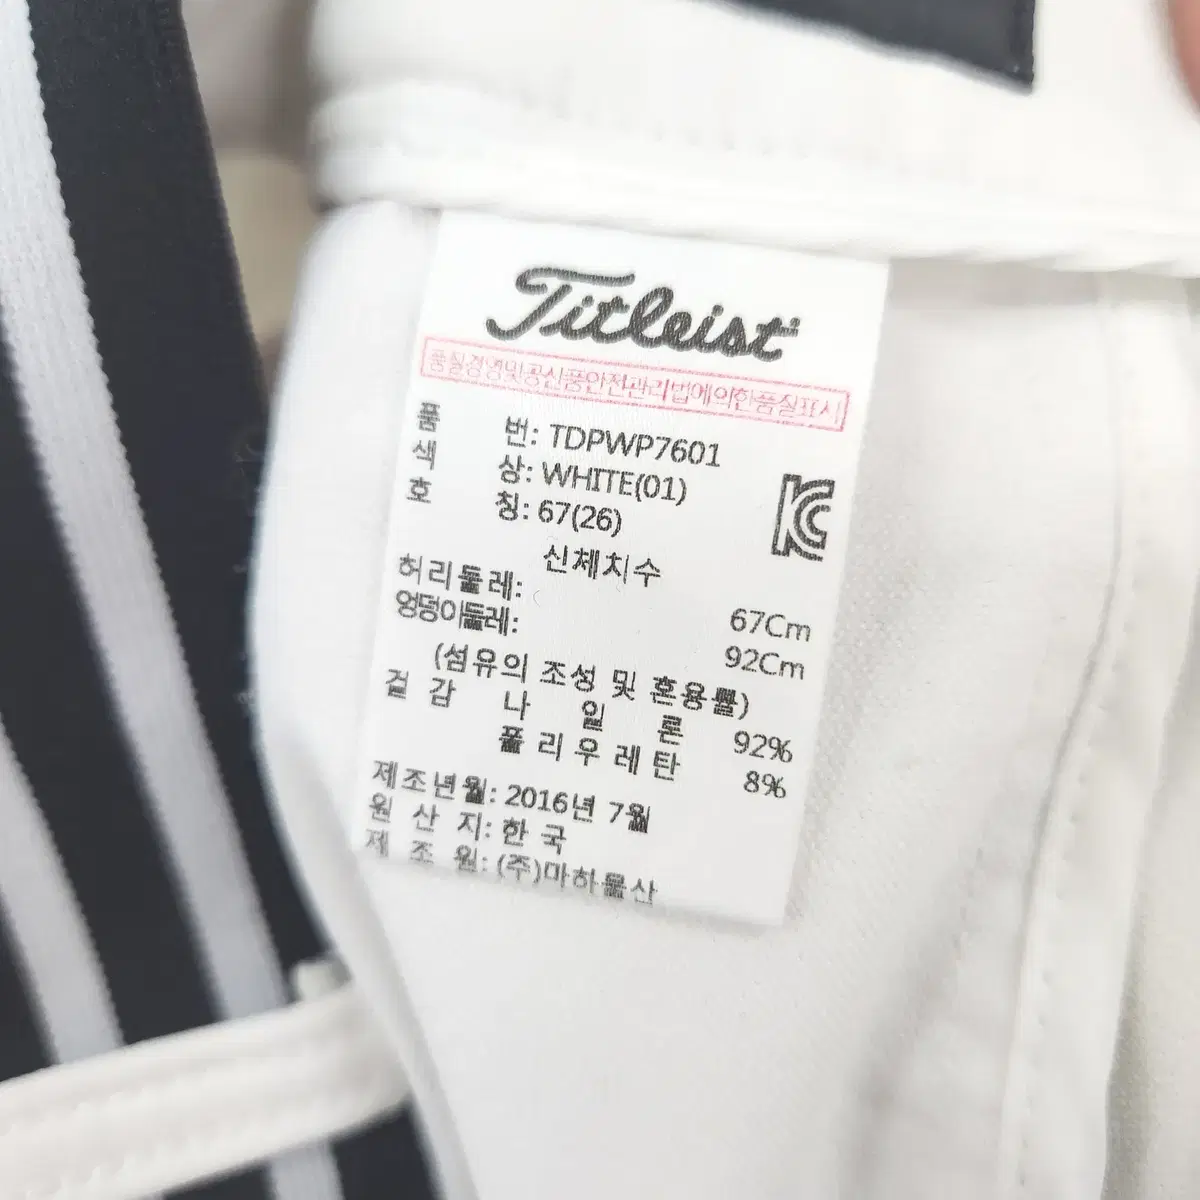 Titleist
품질경영및공산품안전관리법에의한품질표시
품 번: TDPWP7601
색 상: WHITE(01)
호 칭: 67(26)
KC
신체치수
허리둘레: 67Cm
엉덩이둘레: 92Cm
(섬유의 조성 및 혼용률)
겉 감 나 일 론 92%
폴 리 우 레 탄 8%
제조년월: 2016년 7월
원 산 지: 한 국
제 조 원: (주)마하물산